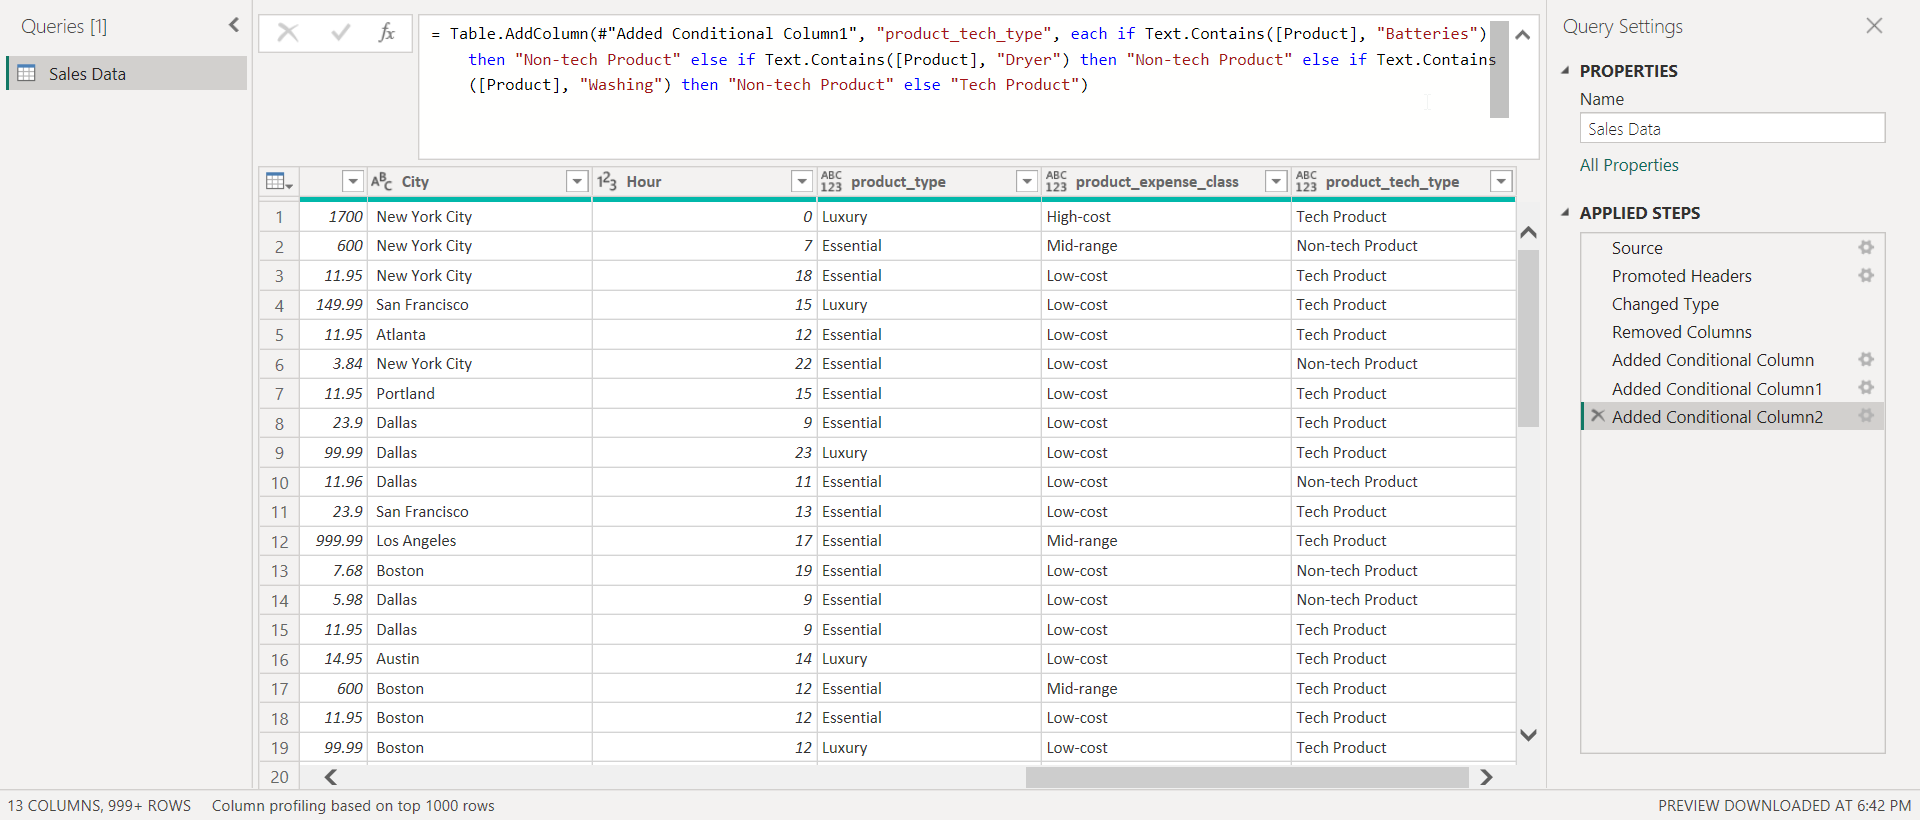 Queries [1]
Sales Data
fx
= Table.AddColumn(#"Added Conditional Column1", "product_tech_type", each if Text.Contains([Product], "Batteries")
then "Non-tech Product" else if Text.Contains([Product], "Dryer") then "Non-tech Product" else if Text.Contains
([Product], "Washing") then "Non-tech Product" else "Tech Product")
ABC City 123 Hour ABC 123 product_type ABC 123 product_expense_class ABC 123 product_tech_type
1 1700 New York City 0 Luxury High-cost Tech Product
2 600 New York City 7 Essential Mid-range Non-tech Product
3 11.95 New York City 18 Essential Low-cost Tech Product
4 149.99 San Francisco 15 Luxury Low-cost Tech Product
5 11.95 Atlanta 12 Essential Low-cost Tech Product
6 3.84 New York City 22 Essential Low-cost Non-tech Product
7 11.95 Portland 15 Essential Low-cost Tech Product
8 23.9 Dallas 9 Essential Low-cost Tech Product
9 99.99 Dallas 23 Luxury Low-cost Tech Product
10 11.96 Dallas 11 Essential Low-cost Non-tech Product
11 23.9 San Francisco 13 Essential Low-cost Tech Product
12 999.99 Los Angeles 17 Essential Mid-range Tech Product
13 7.68 Boston 19 Essential Low-cost Non-tech Product
14 5.98 Dallas 9 Essential Low-cost Non-tech Product
15 11.95 Dallas 9 Essential Low-cost Tech Product
16 14.95 Austin 14 Luxury Low-cost Tech Product
17 600 Boston 12 Essential Mid-range Tech Product
18 11.95 Boston 12 Essential Low-cost Tech Product
19 99.99 Boston 12 Luxury Low-cost Tech Product
20
Query Settings
PROPERTIES
Name
Sales Data
All Properties
APPLIED STEPS
Source
Promoted Headers
Changed Type
Removed Columns
Added Conditional Column
Added Conditional Column1
Added Conditional Column2
13 COLUMNS, 999+ ROWS Column profiling based on top 1000 rows
PREVIEW DOWNLOADED AT 6:42 PM